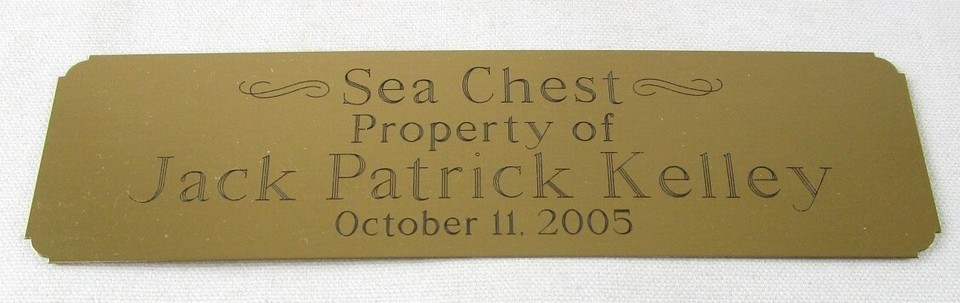 Sea Chest
Property of
Jack Patrick Kelley
October 11, 2005